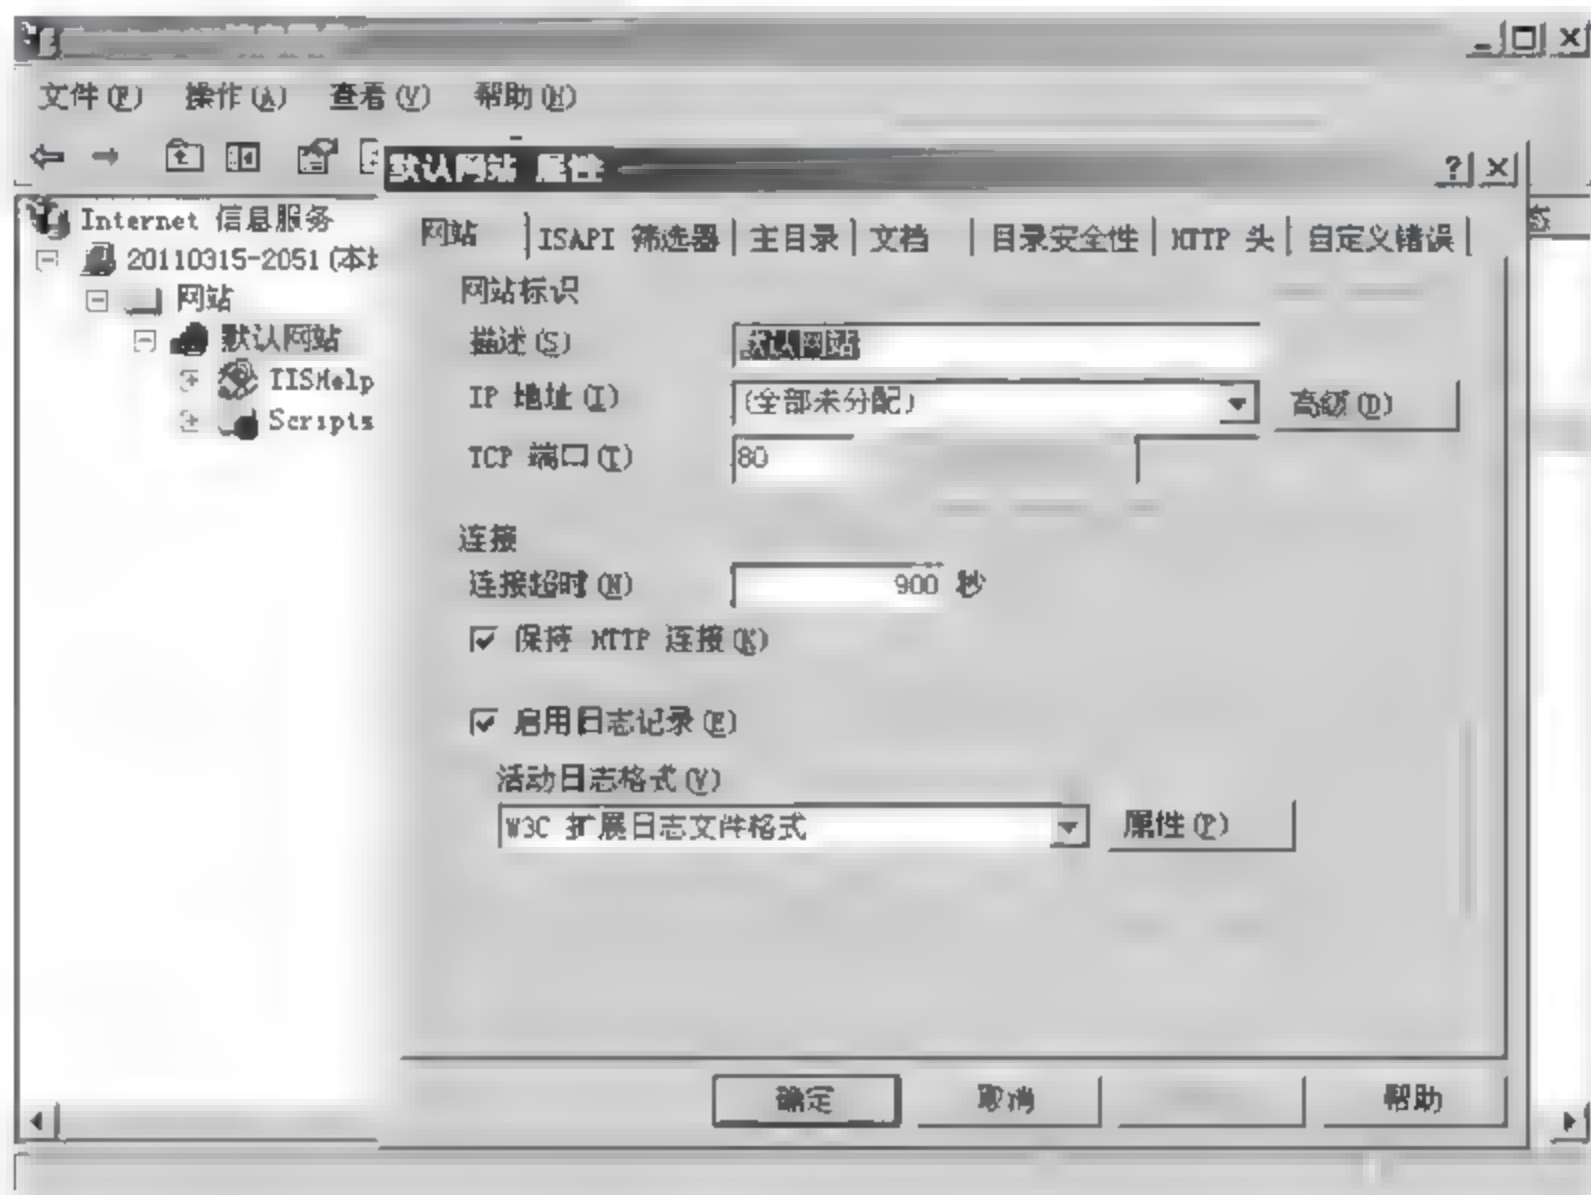 文件(F) 操作(A) 查看(V) 帮助(H)
默认网站 属性
Internet 信息服务
20110315-2051(本
网站
默认网站
IISHelp
Scripts
网站 ISAPI 筛选器 主目录 文档 目录安全性 HTTP 头 自定义错误
网站标识
描述(S) 默认网站
IP 地址(I) (全部未分配) 高级(D)
TCP 端口(T) 80
连接
连接超时(N) 900 秒
保持 HTTP 连接(K)
启用日志记录(E)
活动日志格式(V)
W3C 扩展日志文件格式 属性(P)
确定 取消 帮助